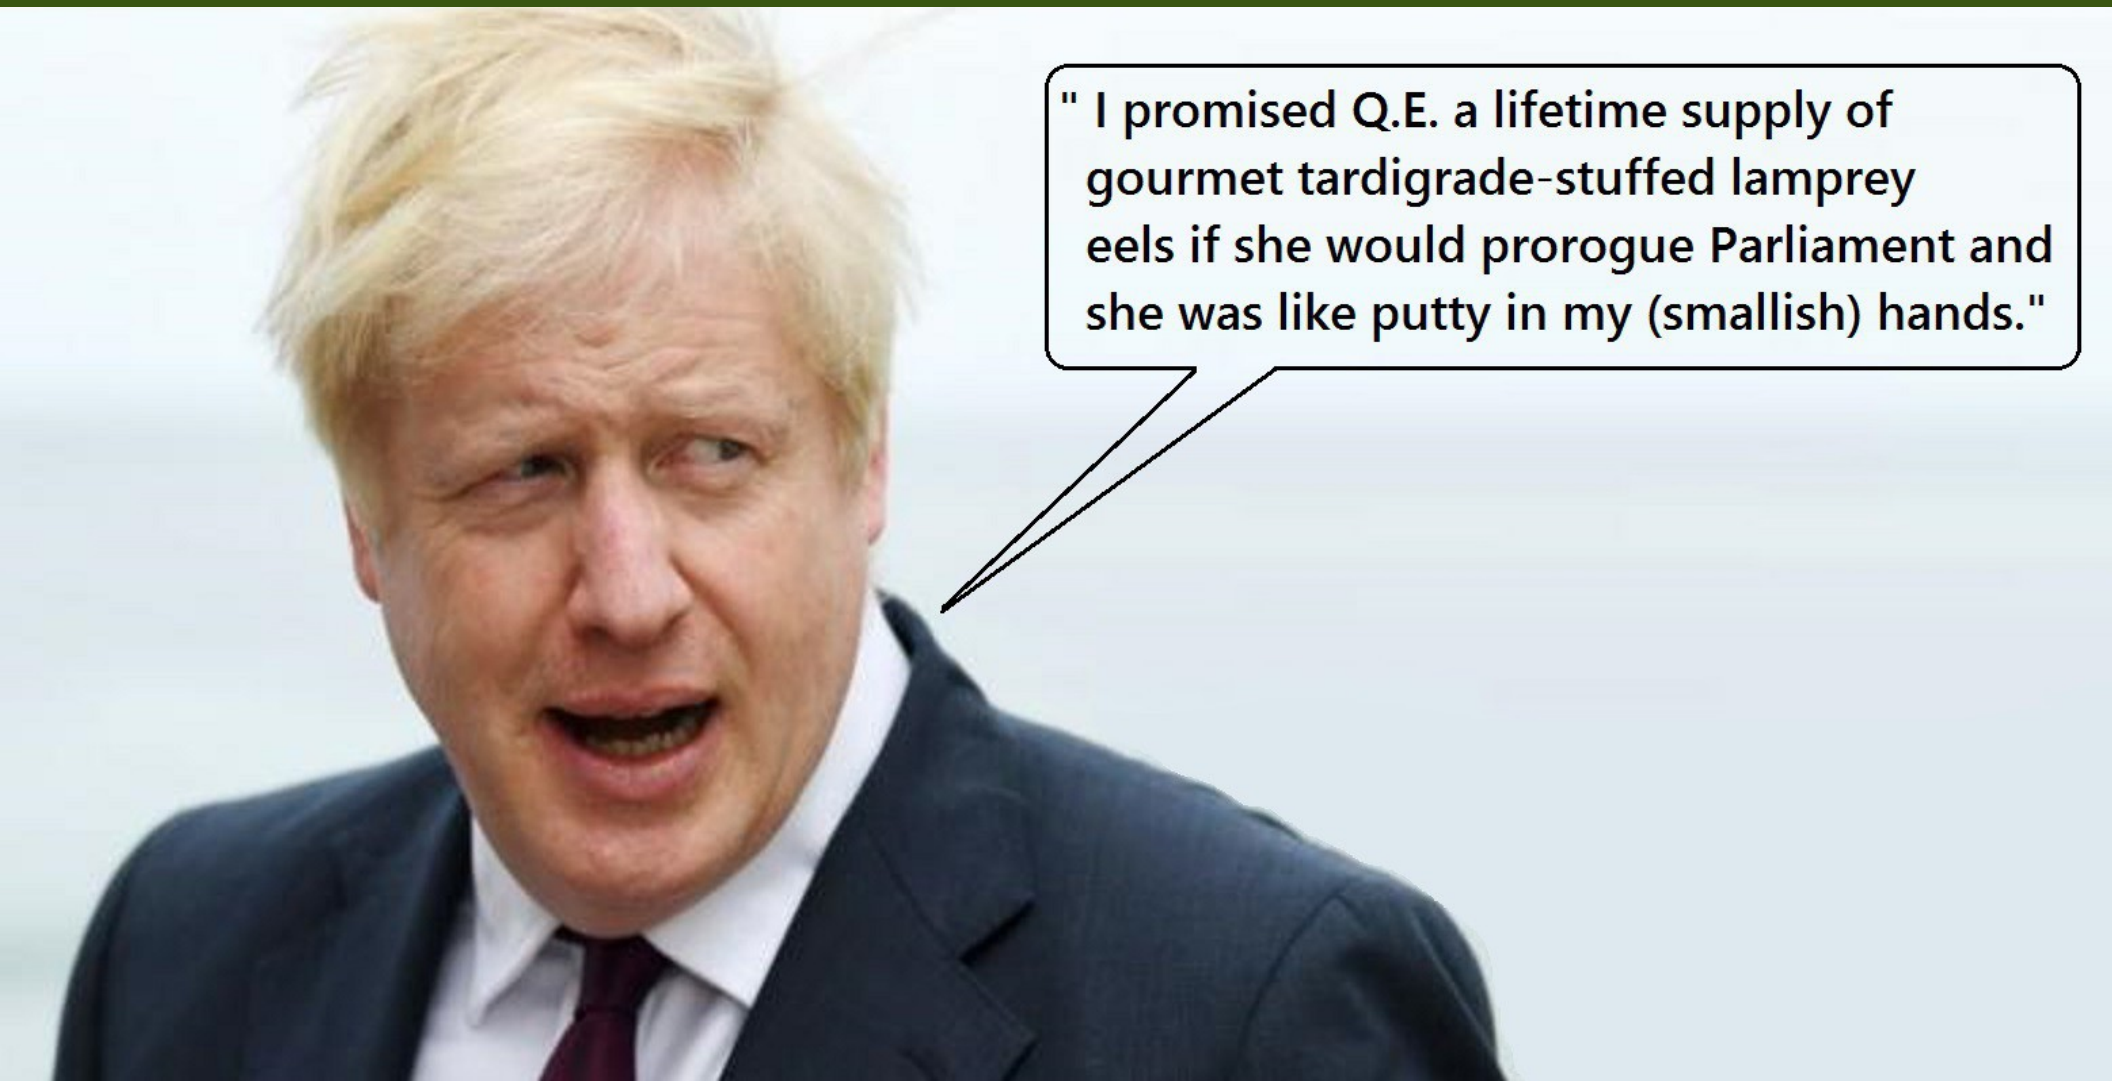 " I promised Q.E. a lifetime supply of
gourmet tardigrade-stuffed lamprey
eels if she would prorogue Parliament and
she was like putty in my (smallish) hands."